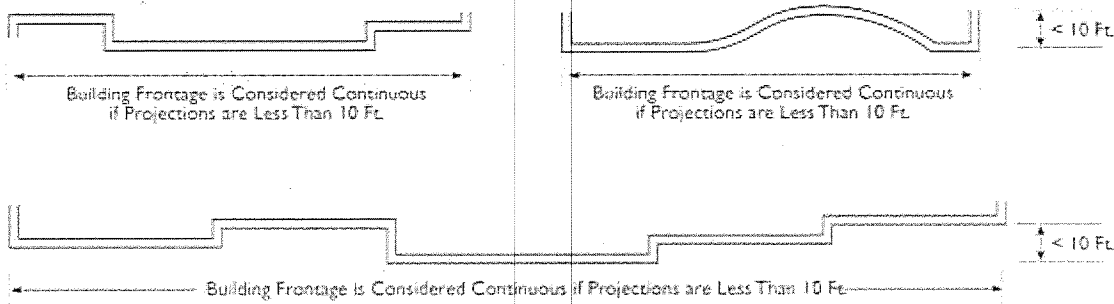 < 10 Ft.
Building Frontage is Considered Continuous
if Projections are Less Than 10 Ft.
Building Frontage is Considered Continuous
if Projections are Less Than 10 Ft.
< 10 Ft.
Building Frontage is Considered Continuous if Projections are Less Than 10 Ft.